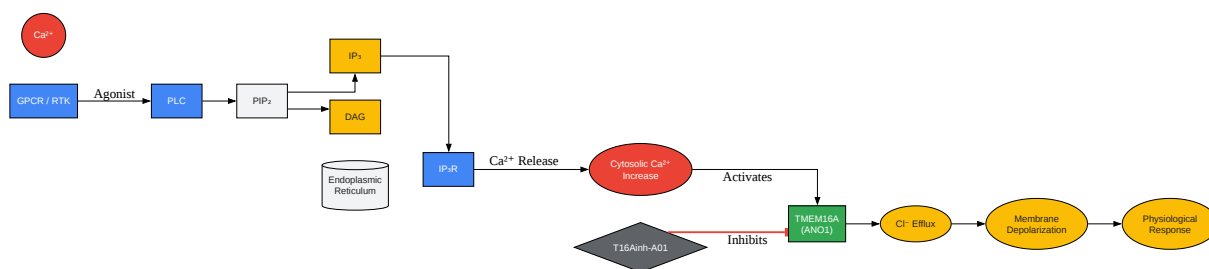 Ca²⁺
GPCR / RTK
Agonist
PLC
PIP₂
IP₃
DAG
Endoplasmic
Reticulum
IP₃R
Ca²⁺ Release
Cytosolic Ca²⁺
Increase
Activates
T16Ainh-A01
Inhibits
TMEM16A
(ANO1)
Cl⁻ Efflux
Membrane
Depolarization
Physiological
Response